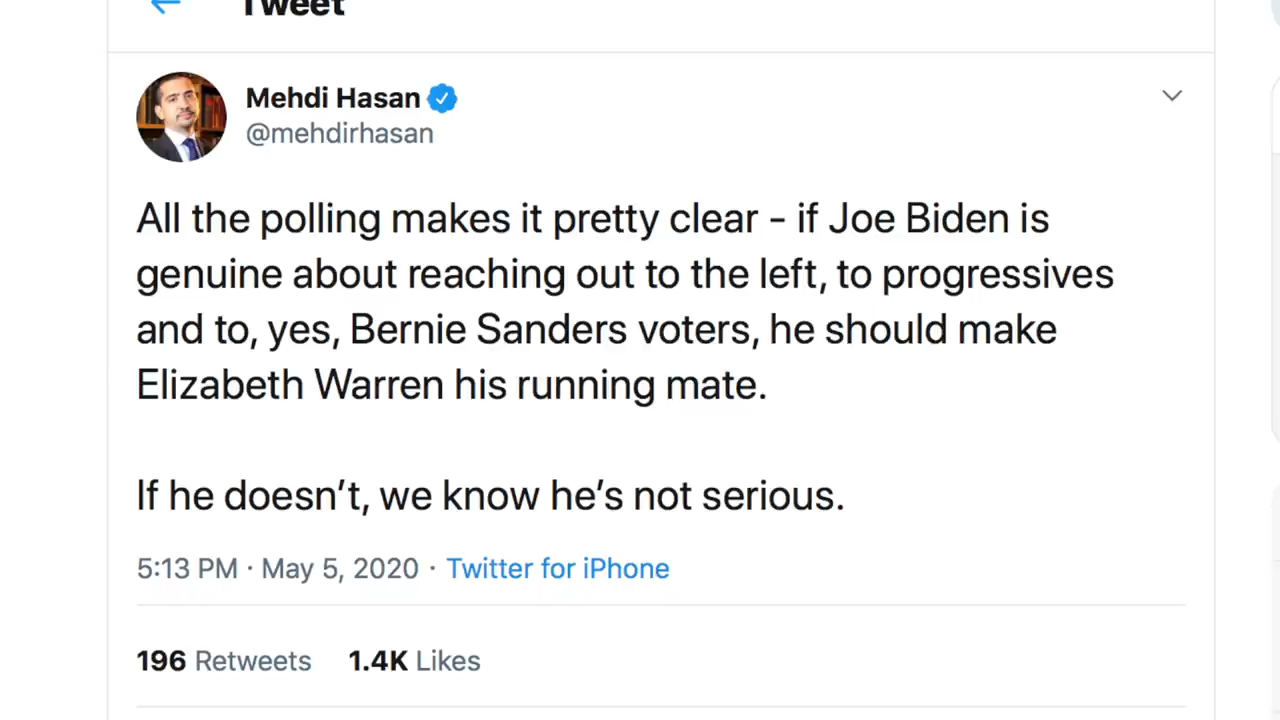 Tweet
Mehdi Hasan
@mehdirhasan
All the polling makes it pretty clear - if Joe Biden is
genuine about reaching out to the left, to progressives
and to, yes, Bernie Sanders voters, he should make
Elizabeth Warren his running mate.
If he doesn’t, we know he’s not serious.
5:13 PM · May 5, 2020 · Twitter for iPhone
196 Retweets 1.4K Likes